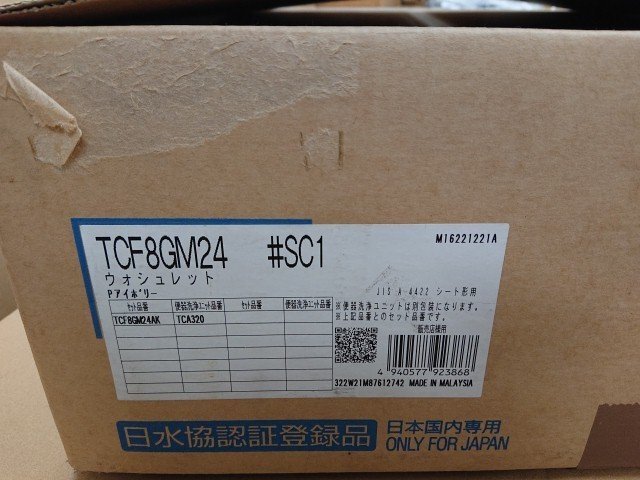 TCF8GM24 #SC1 M16221221A
ウォシュレット
Pアイボリー
JIS A 4422 シート形用
セット品番 便器洗浄ユニット品番 セット品番 便器洗浄ユニット品番
※便器洗浄ユニットは別包装になります。
※上記品番とのセット品番です。
TCF8GM24AK TCA320
販売店様用
4 940577 923868
322W21M87612742 MADE IN MALAYSIA
日水協認証登録品
日本国内専用
ONLY FOR JAPAN